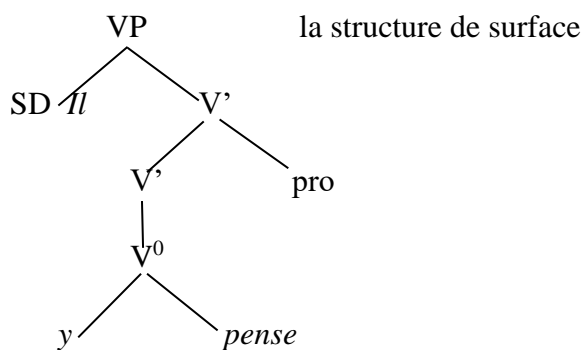 VP la structure de surface
SD Il V’
V’ pro
V⁰
y pense